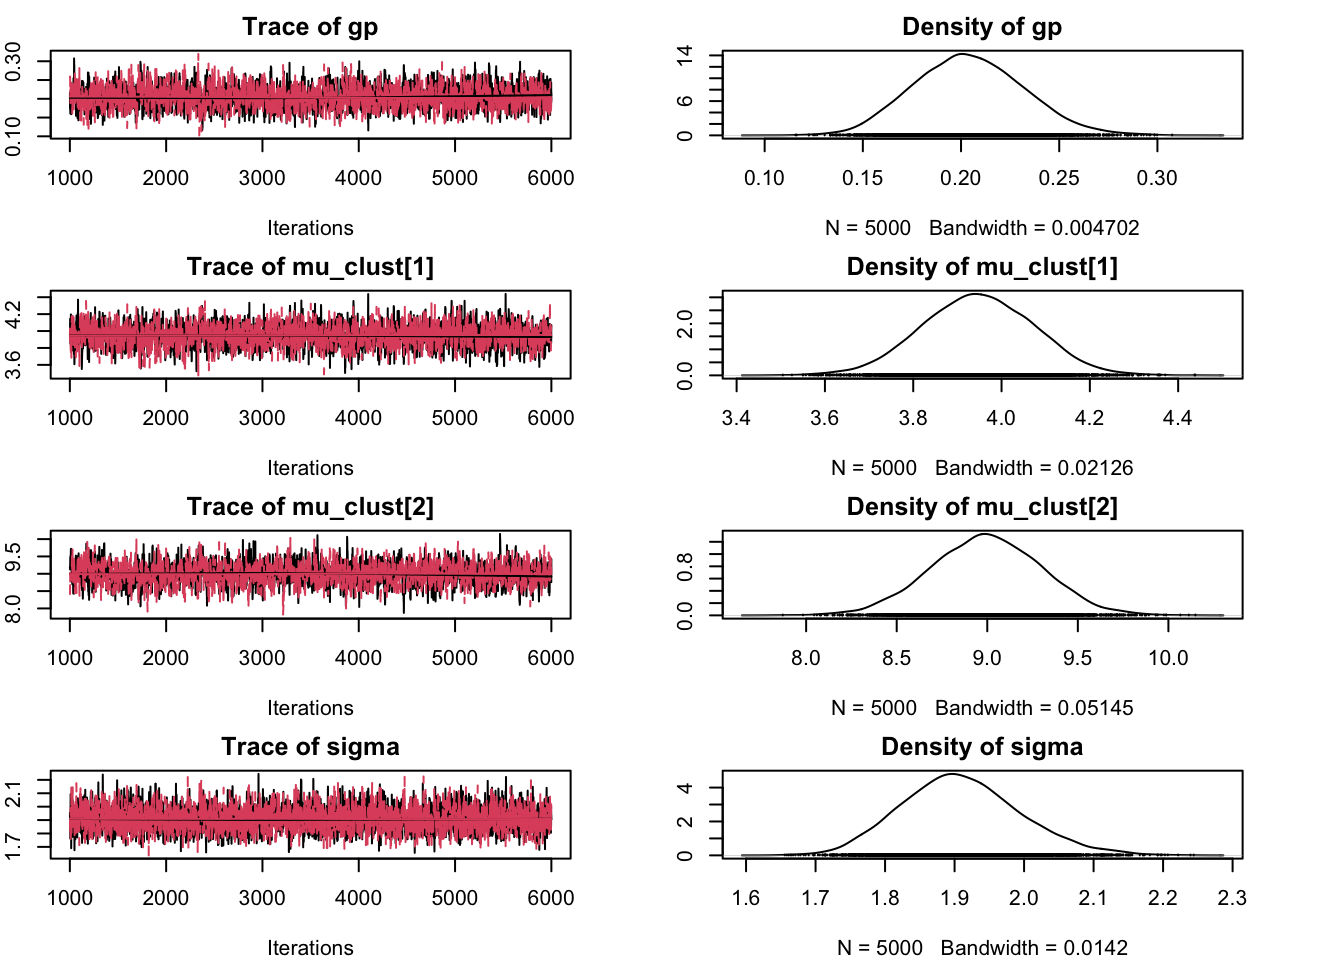 Trace of gp
0.10 0.30
1000 2000 3000 4000 5000 6000
Iterations
Density of gp
0 6 14
0.10 0.15 0.20 0.25 0.30
N = 5000 Bandwidth = 0.004702
Trace of mu_clust[1]
3.6 4.2
1000 2000 3000 4000 5000 6000
Iterations
Density of mu_clust[1]
0.0 2.0
3.4 3.6 3.8 4.0 4.2 4.4
N = 5000 Bandwidth = 0.02126
Trace of mu_clust[2]
8.0 9.5
1000 2000 3000 4000 5000 6000
Iterations
Density of mu_clust[2]
0.0 0.8
8.0 8.5 9.0 9.5 10.0
N = 5000 Bandwidth = 0.05145
Trace of sigma
1.7 2.1
1000 2000 3000 4000 5000 6000
Iterations
Density of sigma
0 2 4
1.6 1.7 1.8 1.9 2.0 2.1 2.2 2.3
N = 5000 Bandwidth = 0.0142